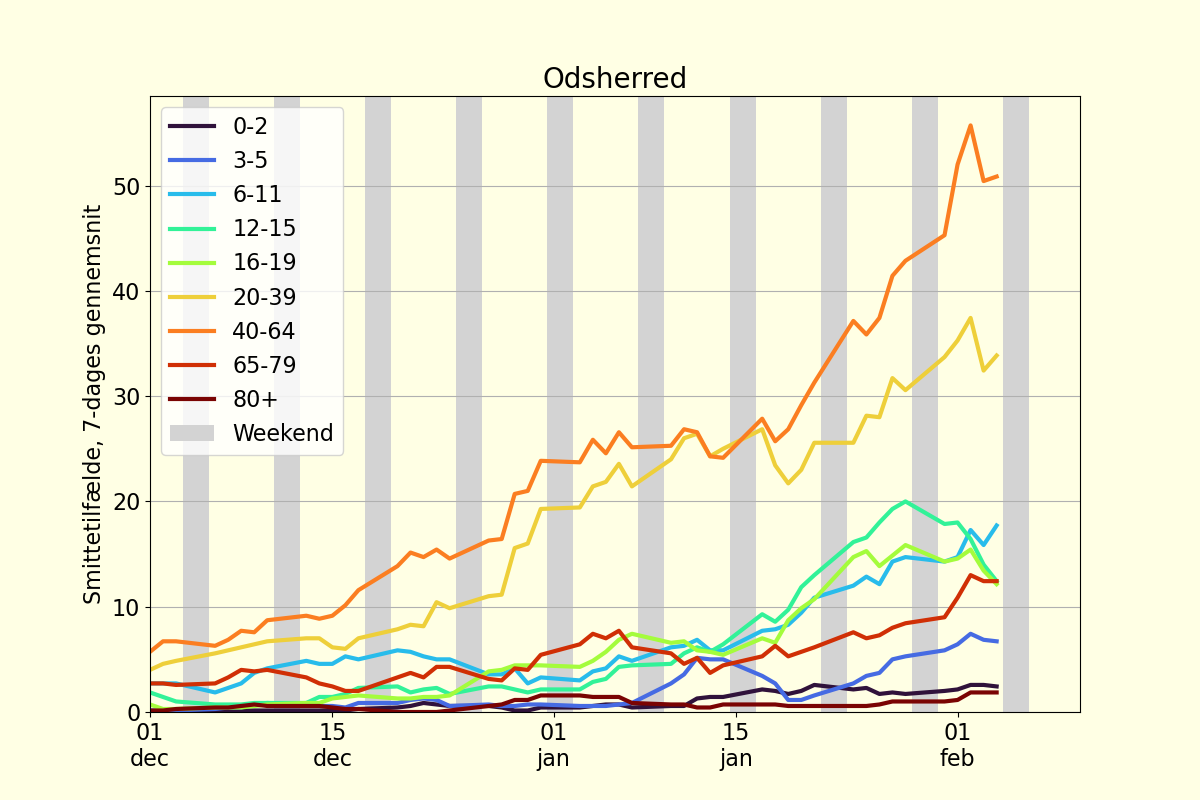 Odsherred
Smittetilfælde, 7-dages gennemsnit
50
40
30
20
10
0
0-2
3-5
6-11
12-15
16-19
20-39
40-64
65-79
80+
Weekend
01
dec
15
dec
01
jan
15
jan
01
feb